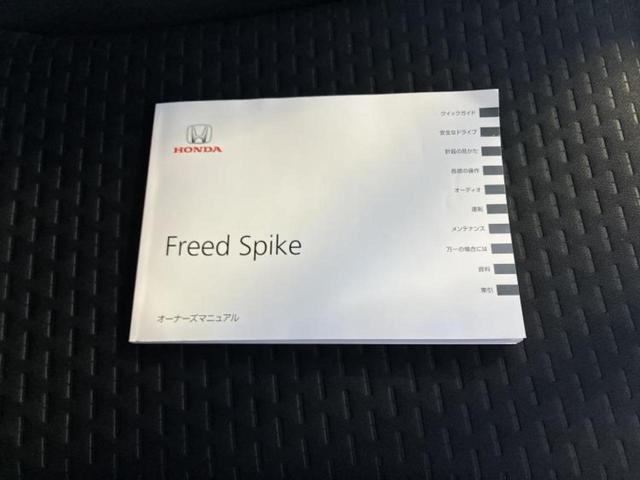 HONDA
Freed Spike
オーナーズマニュアル
クイックガイド
安全なドライブ
計器の見かた
各部の操作
オーディオ
運転
メンテナンス
万一の場合には
資料
索引